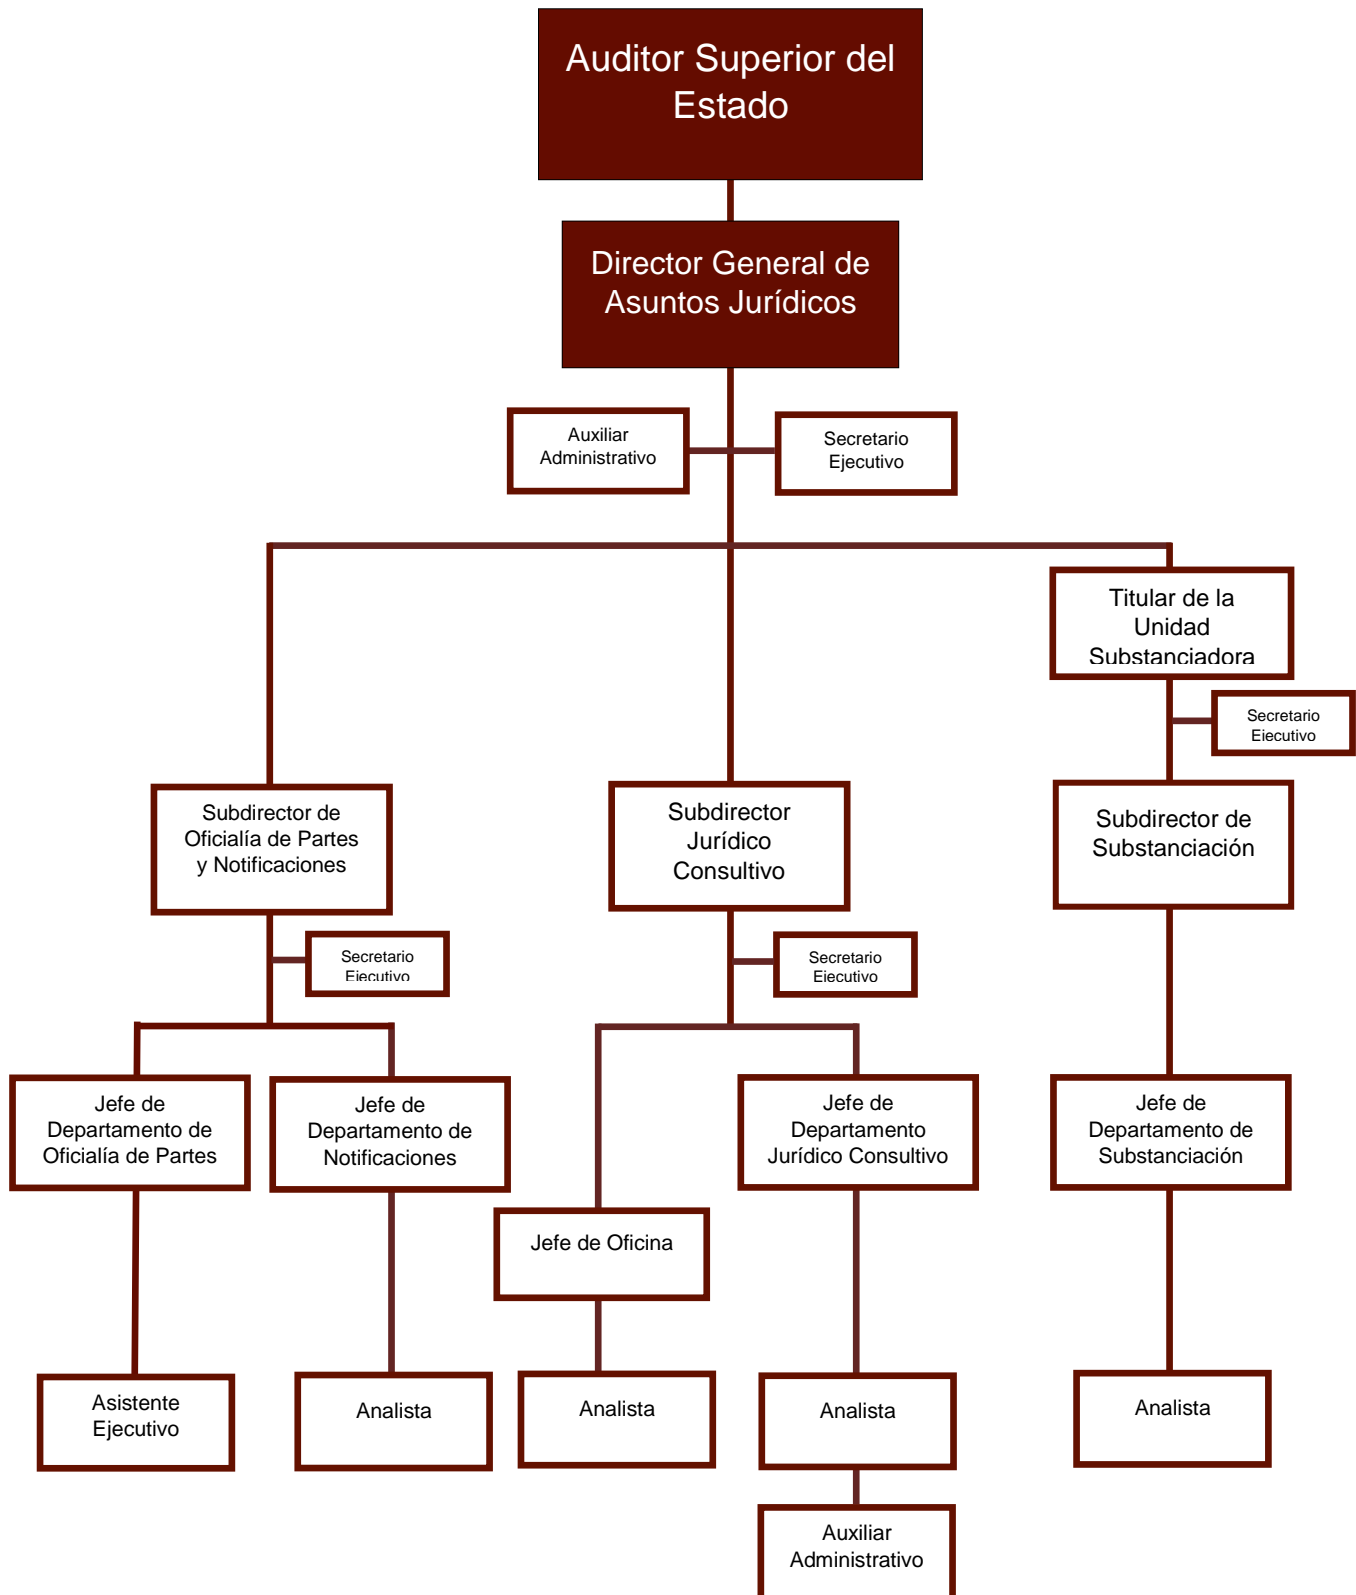 Auditor Superior del
Estado
Director General de
Asuntos Jurídicos
Auxiliar
Administrativo
Secretario
Ejecutivo
Titular de la
Unidad
Substanciadora
Secretario
Ejecutivo
Subdirector de
Oficialía de Partes
y Notificaciones
Subdirector
Jurídico
Consultivo
Subdirector de
Substanciación
Secretario
Ejecutivo
Secretario
Ejecutivo
Jefe de
Departamento de
Oficialía de Partes
Jefe de
Departamento de
Notificaciones
Jefe de
Departamento
Jurídico Consultivo
Jefe de
Departamento de
Substanciación
Jefe de Oficina
Asistente
Ejecutivo
Analista
Analista
Analista
Analista
Auxiliar
Administrativo